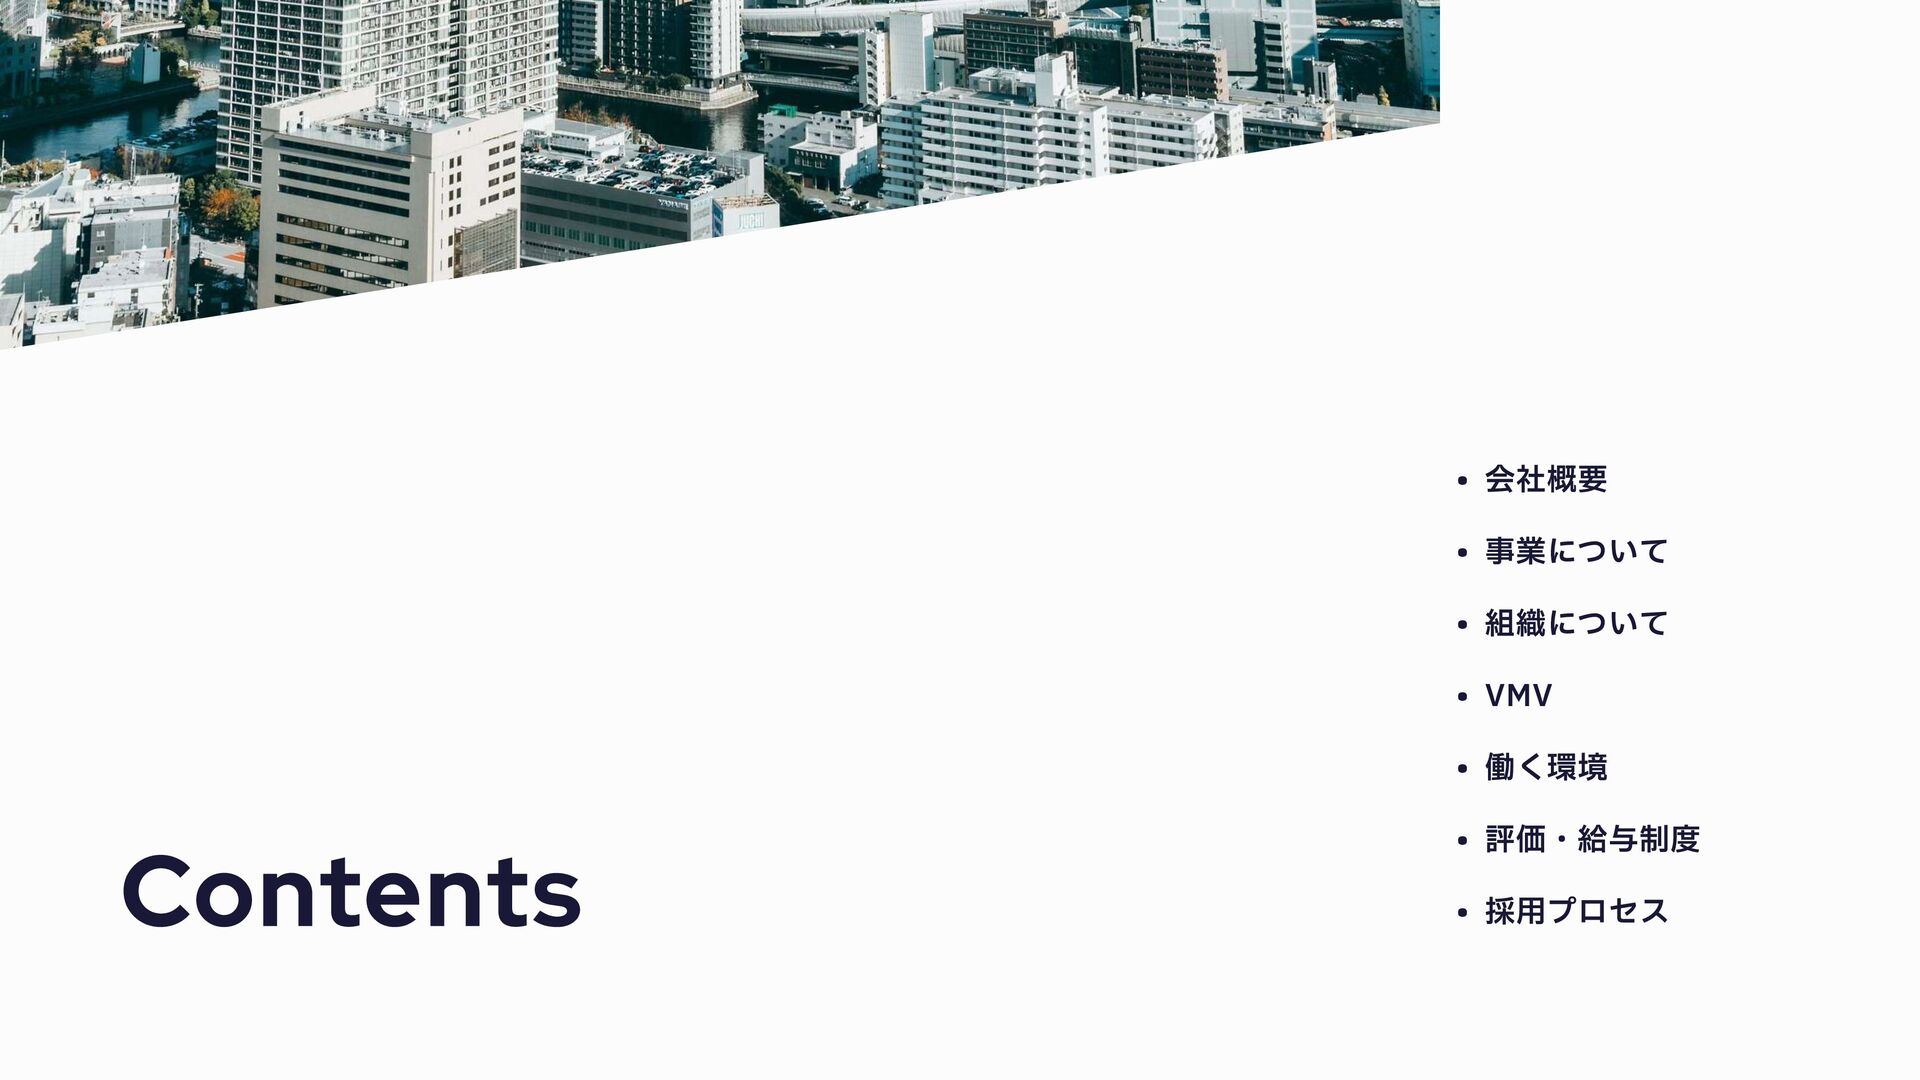 Contents
• 会社概要
• 事業について
• 組織について
• VMV
• 働く環境
• 評価・給与制度
• 採用プロセス